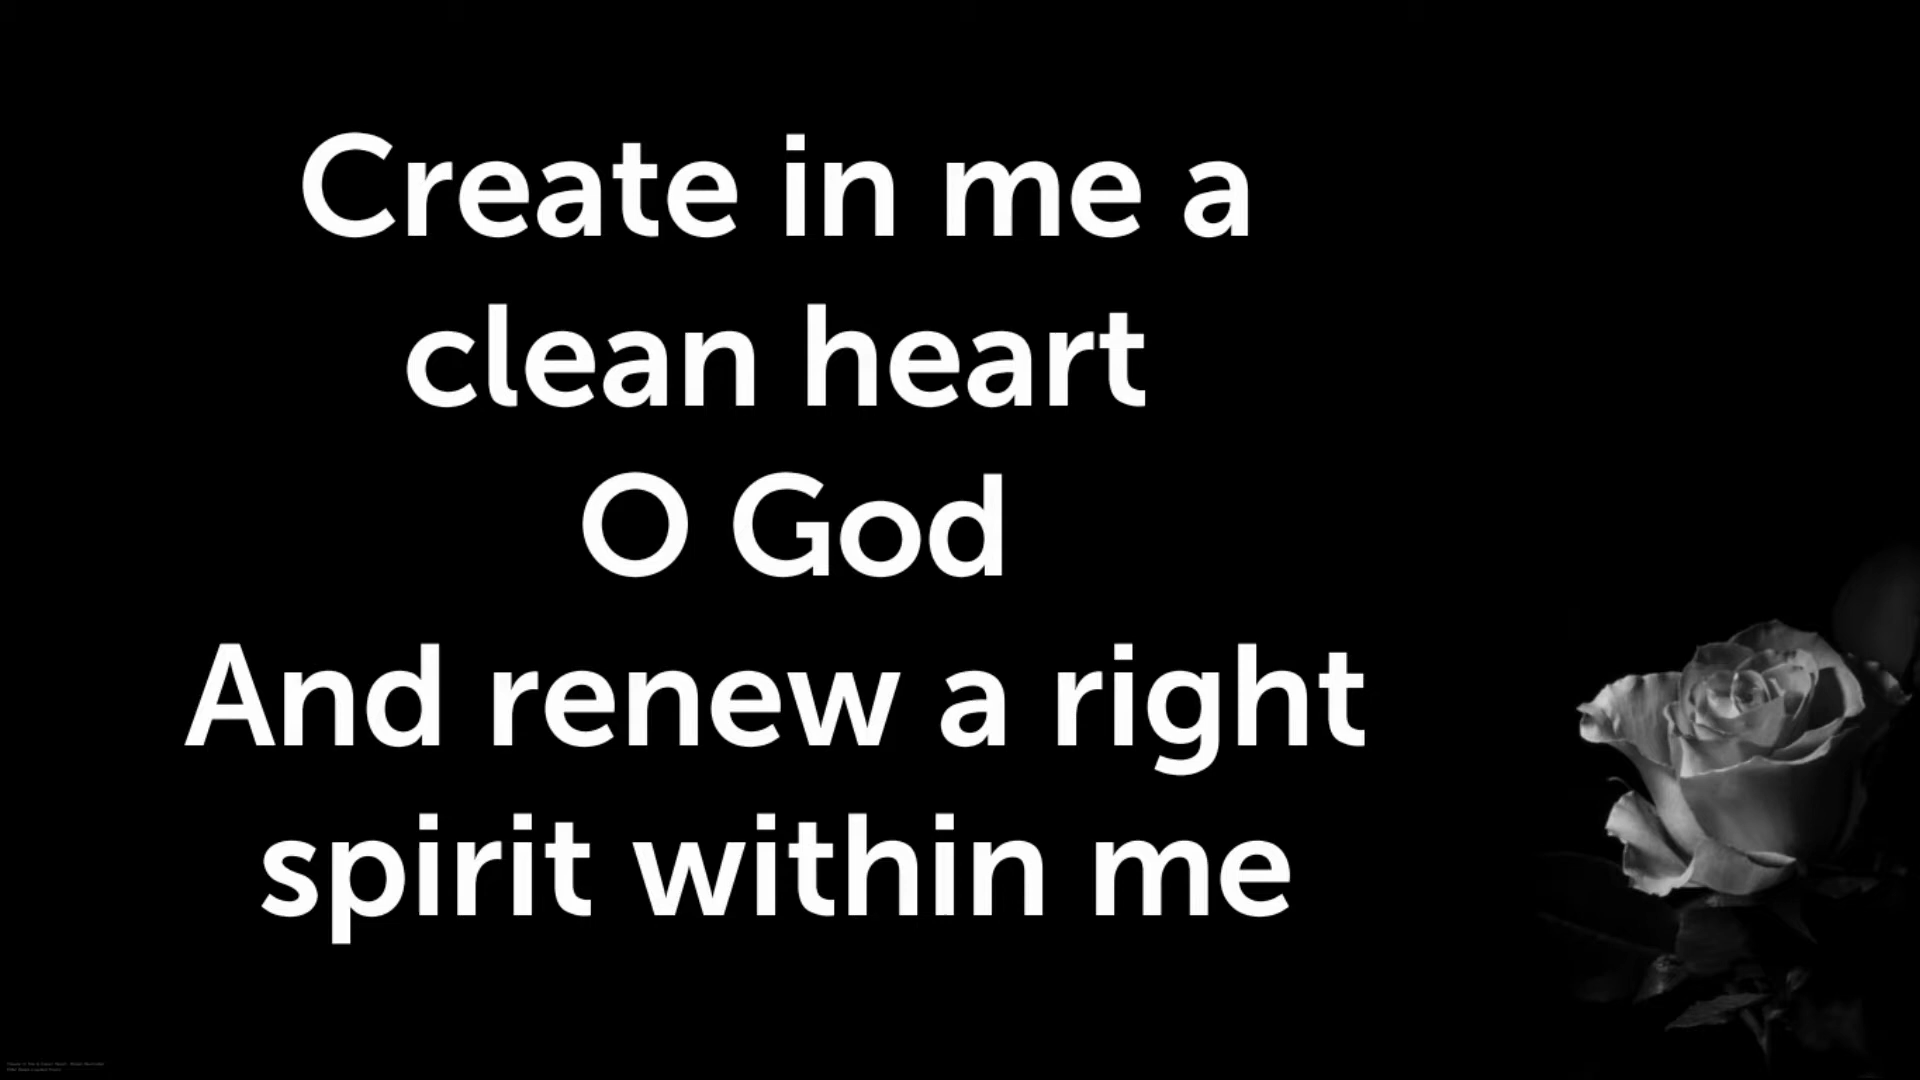 Create in me a
clean heart
O God
And renew a right
spirit within me